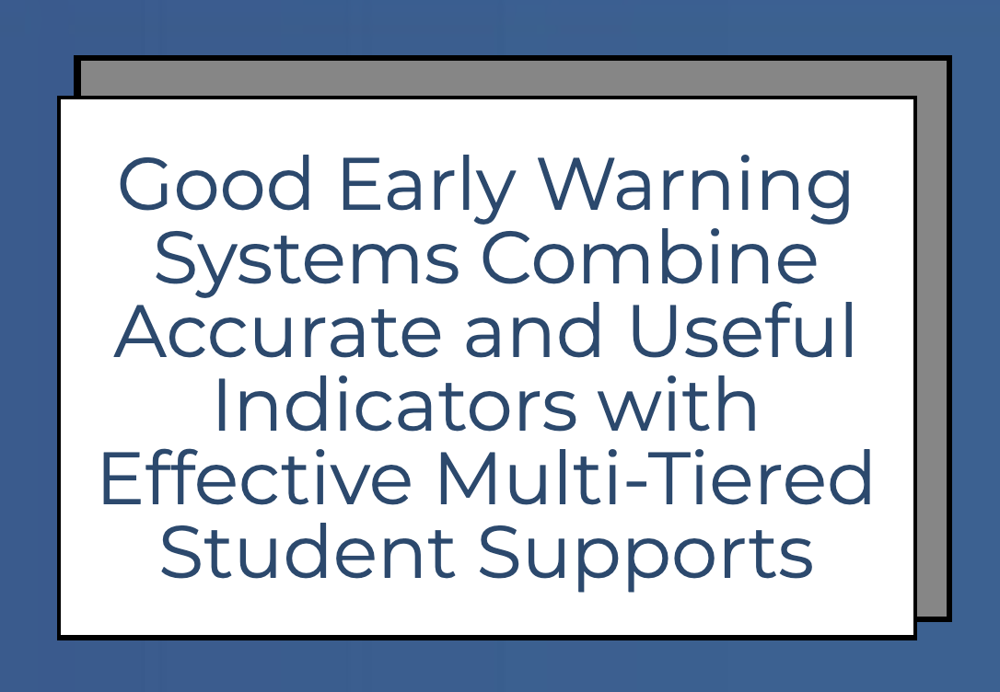 Good Early Warning
Systems Combine
Accurate and Useful
Indicators with
Effective Multi-Tiered
Student Supports